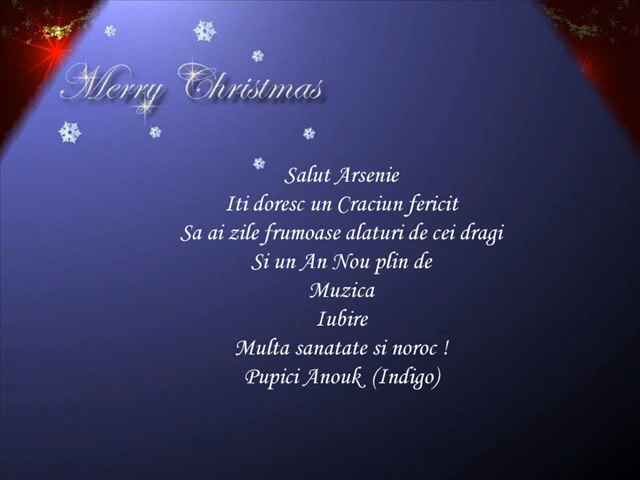 Merry Christmas
Salut Arsenie
Iti doresc un Craciun fericit
Sa ai zile frumoase alaturi de cei dragi
Si un An Nou plin de
Muzica
Iubire
Multa sanatate si noroc !
Pupici Anouk (Indigo)